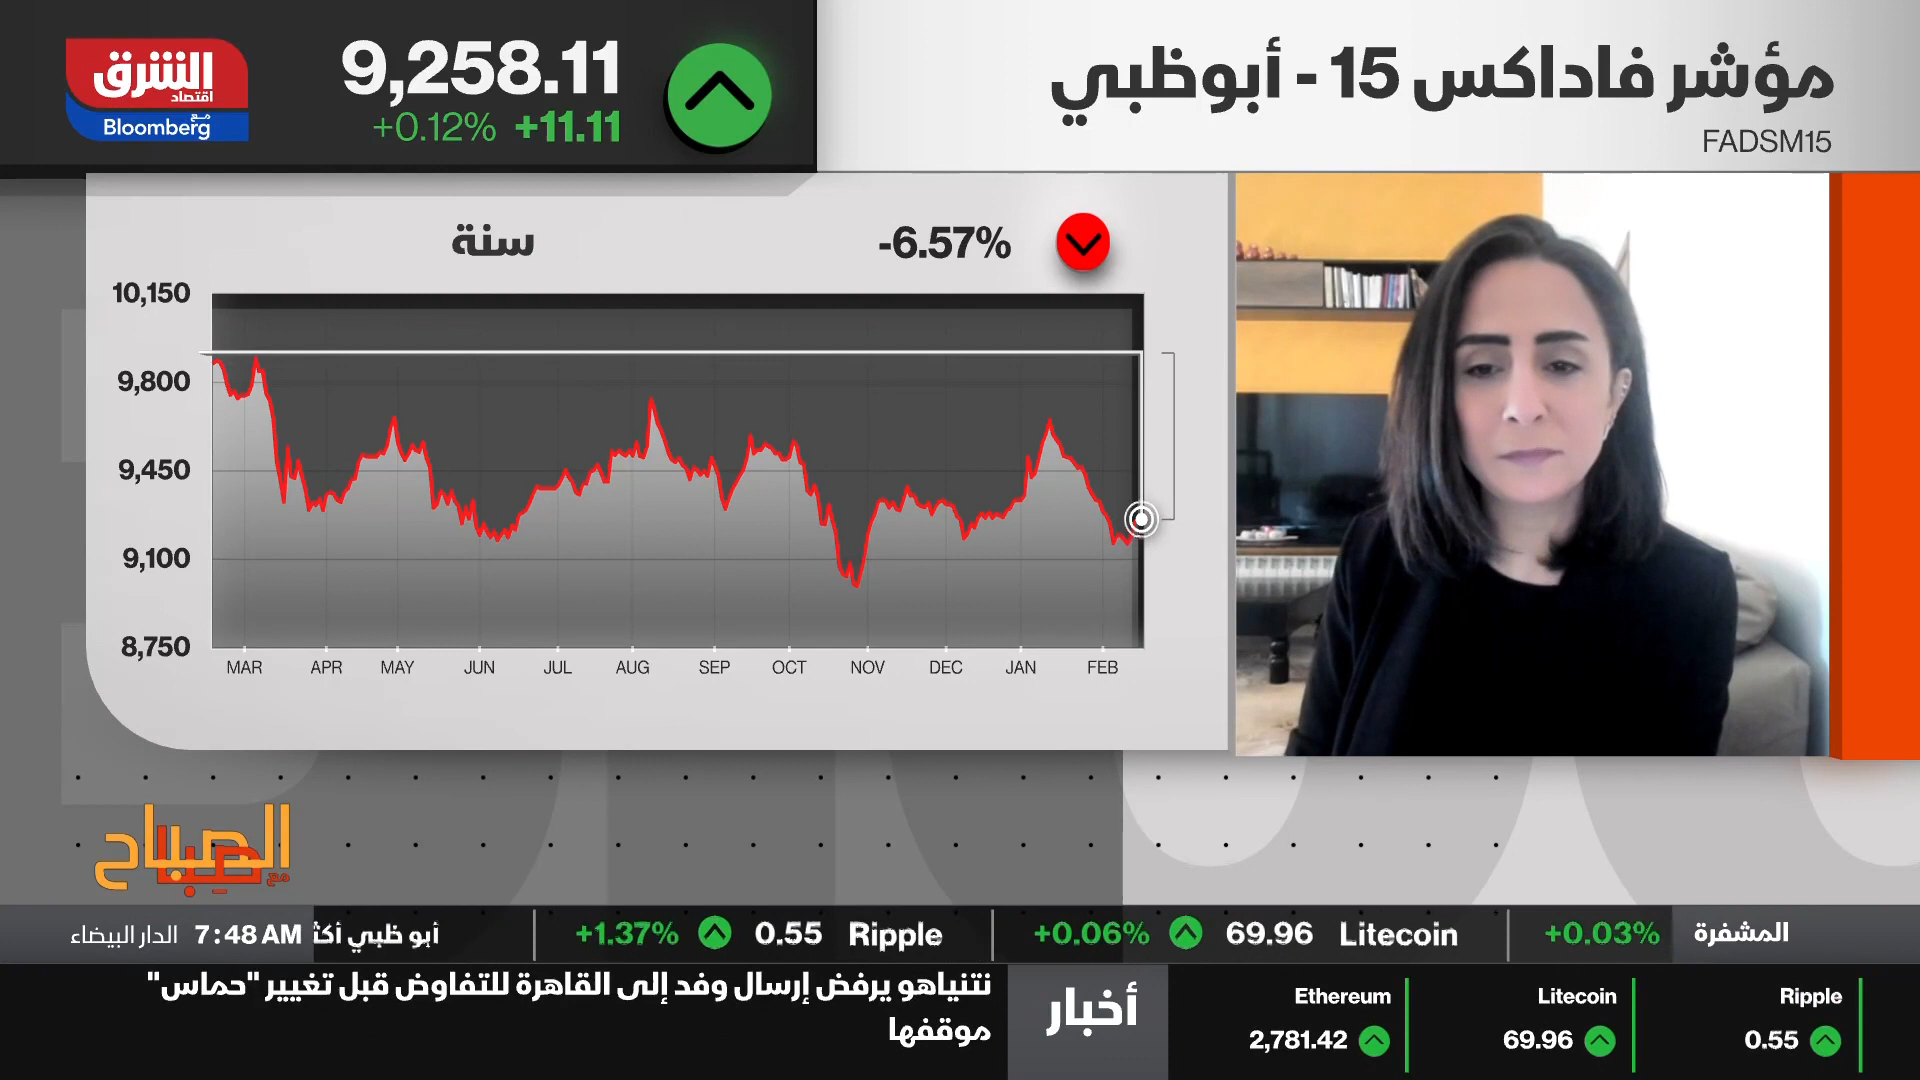 الشرق
اقتصاد
مع
Bloomberg
9,258.11
+0.12% +11.11
مؤشر فاداكس 15 - أبوظبي
FADSM15
سنة
-6.57%
10,150
9,800
9,450
9,100
8,750
MAR APR MAY JUN JUL AUG SEP OCT NOV DEC JAN FEB
الصباح
مع صبا
المشفرة
+0.03%
Litecoin 69.96 +0.06%
Ripple 0.55 +1.37%
أبو ظبي أكث
7:48 AM الدار البيضاء
أخبار
نتنياهو يرفض إرسال وفد إلى القاهرة للتفاوض قبل تغيير "حماس"
موقفها
Ethereum
2,781.42
Litecoin
69.96
Ripple
0.55